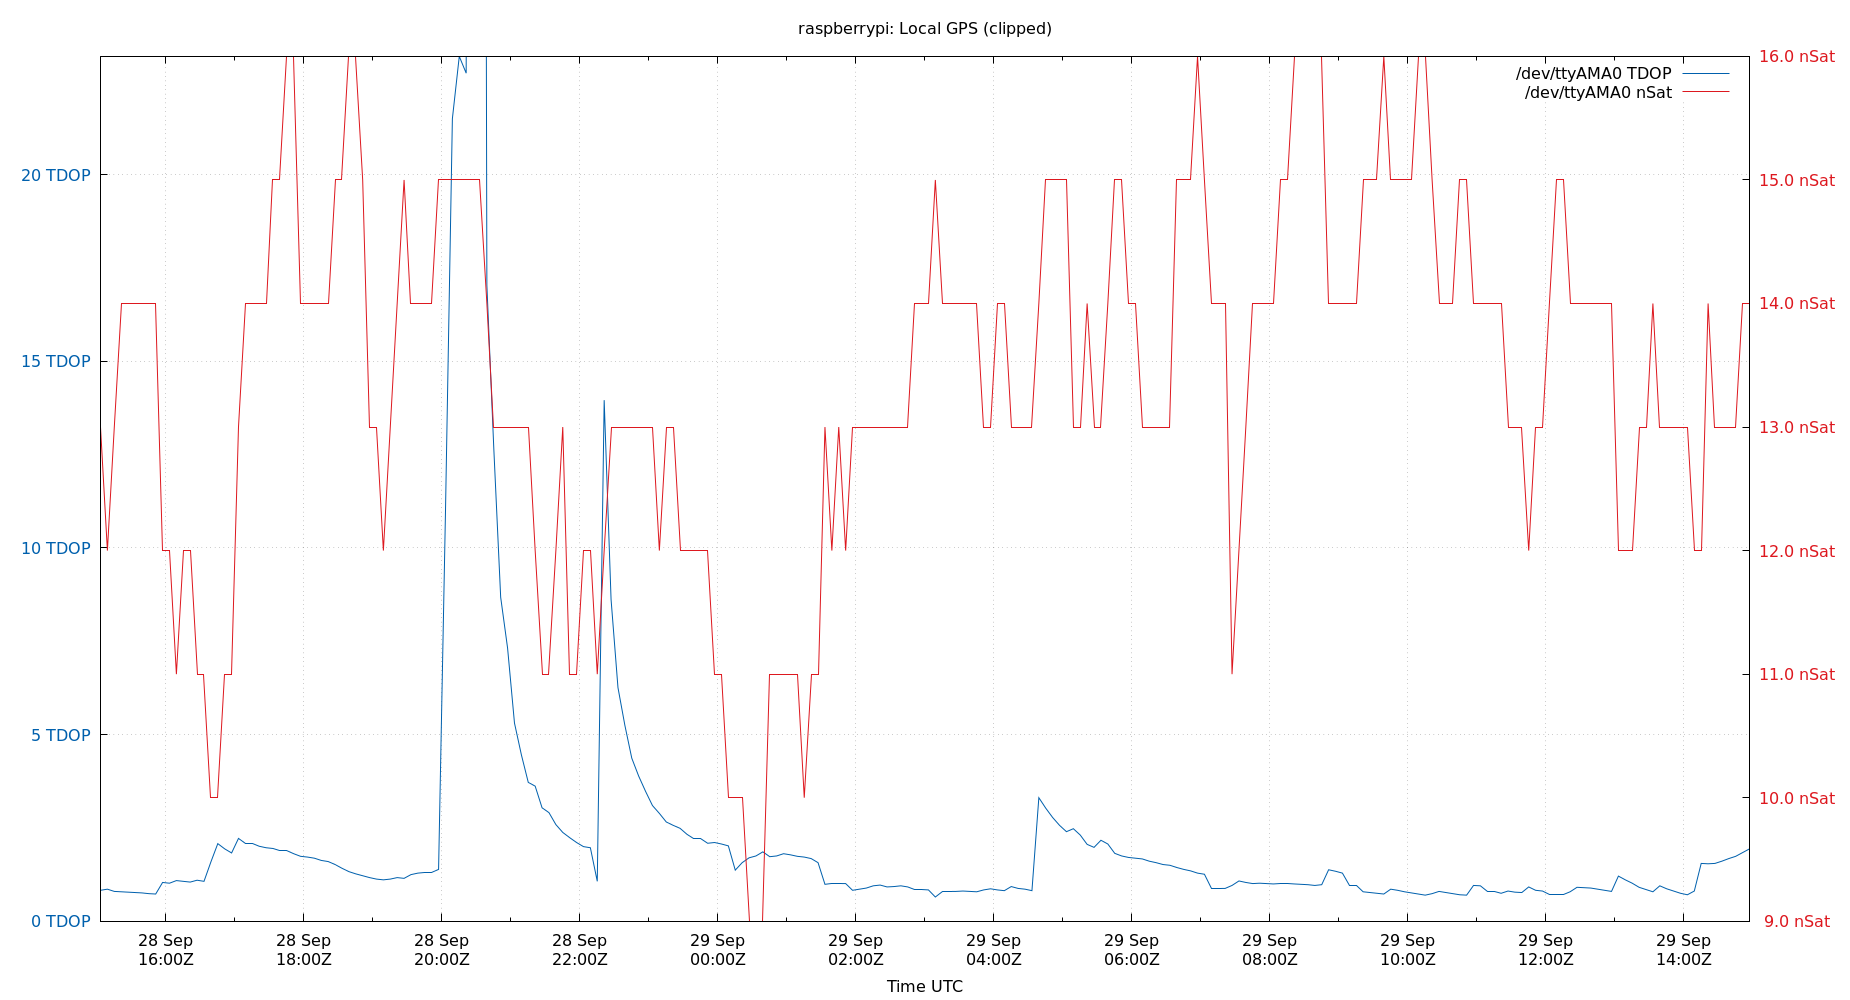 raspberrypi: Local GPS (clipped)
/dev/ttyAMA0 TDOP
/dev/ttyAMA0 nSat
20 TDOP
15 TDOP
10 TDOP
5 TDOP
0 TDOP
16.0 nSat
15.0 nSat
14.0 nSat
13.0 nSat
12.0 nSat
11.0 nSat
10.0 nSat
9.0 nSat
28 Sep 28 Sep 28 Sep 28 Sep 29 Sep 29 Sep 29 Sep 29 Sep 29 Sep 29 Sep 29 Sep 29 Sep
16:00Z 18:00Z 20:00Z 22:00Z 00:00Z 02:00Z 04:00Z 06:00Z 08:00Z 10:00Z 12:00Z 14:00Z
Time UTC